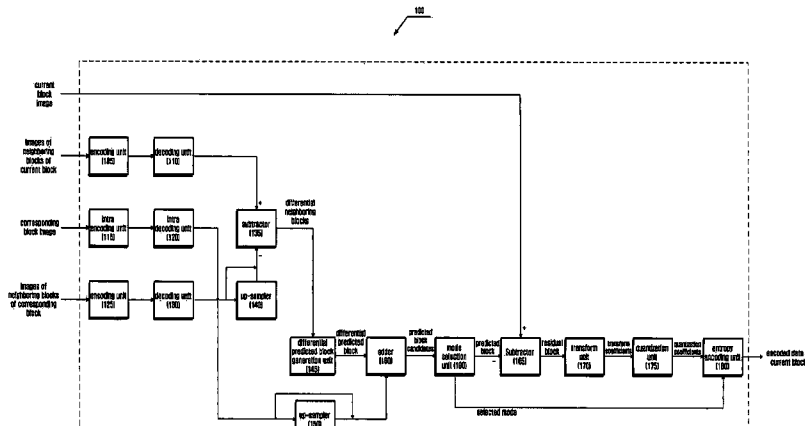 100
current
block
image
images of
neighboring
blocks of
current block
encoding unit
(105)
decoding unit
(110)
corresponding
block image
intra
encoding unit
(115)
intra
decoding unit
(120)
subtractor
(135)
differential
neighboring
blocks
images of
neighboring blocks
of corresponding
block
encoding unit
(125)
decoding unit
(130)
up-sampler
(140)
differential
predicted block
generation unit
(145)
differential
predicted
block
adder
(160)
predicted
block
candidates
mode
selection
unit
predicted
block
Subtractor
(165)
residual
block
transform
unit
(170)
transform
coefficients
quantization
unit
(175)
quantization
coefficients
entropy
encoding unit
(180)
encoded data
current block
selected mode
up-sampler
(150)